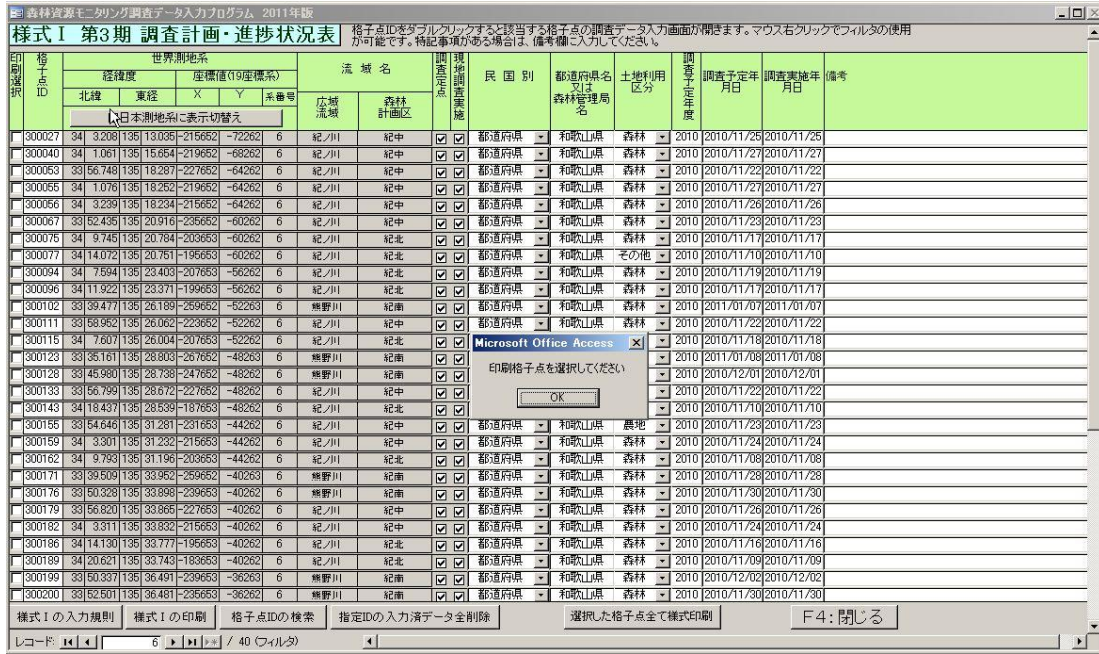 森林資源モニタリング調査データ入力プログラム 2011年版
様式Ⅰ 第3期 調査計画・進捗状況表
格子点IDをダブルクリックすると該当する格子点の調査データ入力画面が開きます。マウス右クリックでフィルタの使用
が可能です。特記事項がある場合は、備考欄に入力してください。
印刷選択 格子点ID 世界測地系 流域名 調査定点 現地調査実施 民国別 都道府県名又は森林管理局名 土地利用区分 調査予定年度 調査予定年月日 調査実施年月日 備考
経緯度 座標値(19座標系) 広域流域 森林計画区
北緯 東経 X Y 系番号
日本測地系に表示切替え
300027 34 3.208 135 13.035 -215652 -72262 6 紀ノ川 紀中 都道府県 和歌山県 森林 2010 2010/11/25 2010/11/25
300040 34 1.061 135 15.654 -219652 -68262 6 紀ノ川 紀中 都道府県 和歌山県 森林 2010 2010/11/27 2010/11/27
300053 33 56.748 135 18.287 -227652 -64262 6 紀ノ川 紀中 都道府県 和歌山県 森林 2010 2010/11/22 2010/11/22
300055 34 1.076 135 18.252 -219652 -64262 6 紀ノ川 紀中 都道府県 和歌山県 森林 2010 2010/11/27 2010/11/27
300056 34 3.239 135 18.234 -215652 -64262 6 紀ノ川 紀中 都道府県 和歌山県 森林 2010 2010/11/26 2010/11/26
300067 33 52.435 135 20.916 -235652 -60262 6 紀ノ川 紀中 都道府県 和歌山県 森林 2010 2010/11/23 2010/11/23
300075 34 9.745 135 20.784 -203653 -60262 6 紀ノ川 紀北 都道府県 和歌山県 森林 2010 2010/11/17 2010/11/17
300077 34 14.072 135 20.751 -195653 -60262 6 紀ノ川 紀北 都道府県 和歌山県 その他 2010 2010/11/10 2010/11/10
300094 34 7.594 135 23.403 -207653 -56262 6 紀ノ川 紀北 都道府県 和歌山県 森林 2010 2010/11/19 2010/11/19
300096 34 11.922 135 23.371 -199653 -56262 6 紀ノ川 紀北 都道府県 和歌山県 森林 2010 2010/11/17 2010/11/17
300102 33 39.477 135 26.189 -259652 -52263 6 熊野川 紀南 都道府県 和歌山県 森林 2010 2011/01/07 2011/01/07
300111 33 58.952 135 26.062 -223652 -52262 6 紀ノ川 紀中 都道府県 和歌山県 森林 2010 2010/11/22 2010/11/22
300115 34 7.607 135 26.004 -207653 -52262 6 紀ノ川 紀北 2010 2010/11/18 2010/11/18
300123 33 35.161 135 28.803 -267652 -48263 6 熊野川 紀南 2010 2011/01/08 2011/01/08
300128 33 45.980 135 28.738 -247652 -48262 6 熊野川 紀南 2010 2010/12/01 2010/12/01
300133 33 56.799 135 28.672 -227652 -48262 6 紀ノ川 紀中 2010 2010/11/22 2010/11/22
300143 34 18.437 135 28.539 -187653 -48262 6 紀ノ川 紀北 2010 2010/11/10 2010/11/10
Microsoft Office Access
印刷格子点を選択してください
OK
300155 33 54.646 135 31.281 -231653 -44262 6 紀ノ川 紀中 都道府県 和歌山県 農地 2010 2010/11/23 2010/11/23
300159 34 3.301 135 31.232 -215653 -44262 6 紀ノ川 紀中 都道府県 和歌山県 森林 2010 2010/11/24 2010/11/24
300162 34 9.793 135 31.196 -203653 -44262 6 紀ノ川 紀北 都道府県 和歌山県 森林 2010 2010/11/08 2010/11/08
300171 33 39.509 135 33.952 -259652 -40263 6 熊野川 紀南 都道府県 和歌山県 森林 2010 2010/11/28 2010/11/28
300176 33 50.328 135 33.898 -239653 -40262 6 熊野川 紀南 都道府県 和歌山県 森林 2010 2010/11/30 2010/11/30
300179 33 56.820 135 33.865 -227653 -40262 6 紀ノ川 紀中 都道府県 和歌山県 森林 2010 2010/11/26 2010/11/26
300182 34 3.311 135 33.832 -215653 -40262 6 紀ノ川 紀中 都道府県 和歌山県 森林 2010 2010/11/24 2010/11/24
300186 34 14.130 135 33.777 -195653 -40262 6 紀ノ川 紀北 都道府県 和歌山県 森林 2010 2010/11/16 2010/11/16
300189 34 20.621 135 33.743 -183653 -40262 6 紀ノ川 紀北 都道府県 和歌山県 森林 2010 2010/11/09 2010/11/09
300199 33 50.337 135 36.491 -239653 -36263 6 熊野川 紀南 都道府県 和歌山県 森林 2010 2010/12/02 2010/12/02
300200 33 52.501 135 36.481 -235653 -36262 6 熊野川 紀南 都道府県 和歌山県 森林 2010 2010/11/30 2010/11/30
様式Ⅰの入力規則 様式Ⅰの印刷 格子点IDの検索 指定IDの入力済データ全削除 選択した格子点全て様式印刷 F4:閉じる
レコード: 6 / 40 (フィルタ)